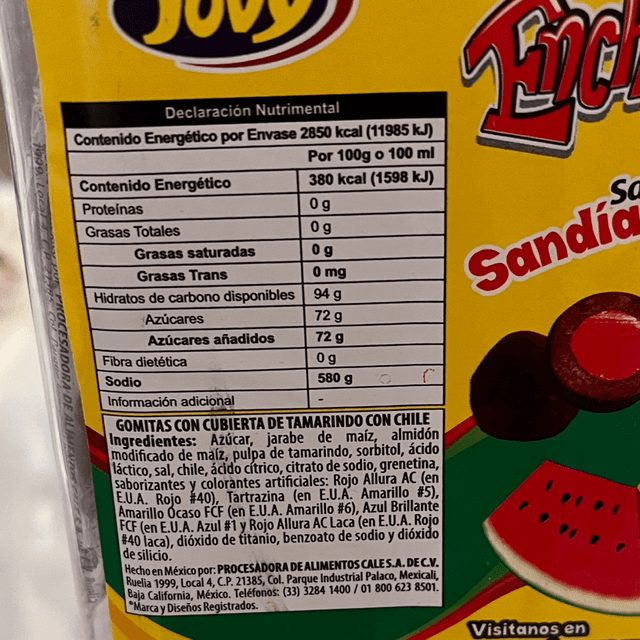 Jovy
Ench
Declaración Nutrimental
Contenido Energético por Envase 2850 kcal (11985 kJ)
Por 100g o 100 ml
Contenido Energético 380 kcal (1598 kJ)
Proteínas 0 g
Grasas Totales 0 g
Grasas saturadas 0 g
Grasas Trans 0 mg
Hidratos de carbono disponibles 94 g
Azúcares 72 g
Azúcares añadidos 72 g
Fibra dietética 0 g
Sodio 580 g
Información adicional -
Sa
Sandía
GOMITAS CON CUBIERTA DE TAMARINDO CON CHILE
Ingredientes: Azúcar, jarabe de maíz, almidón
modificado de maíz, pulpa de tamarindo, sorbitol, ácido
láctico, sal, chile, ácido cítrico, citrato de sodio, grenetina,
saborizantes y colorantes artificiales: Rojo Allura AC (en
E.U.A. Rojo #40), Tartrazina (en E.U.A. Amarillo #5),
Amarillo Ocaso FCF (en E.U.A. Amarillo #6), Azul Brillante
FCF (en E.U.A. Azul #1 y Rojo Allura AC Laca (en E.U.A. Rojo
#40 laca), dióxido de titanio, benzoato de sodio y dióxido
de silicio.
Hecho en México por: PROCESADORA DE ALIMENTOS CALE S.A. DE C.V.
Ruelia 1999, Local 4, C.P. 21385, Col. Parque Industrial Palaco, Mexicali,
Baja California, México. Teléfonos: (33) 3284 1400 / 01 800 623 8501.
*Marca y Diseños Registrados.
Visitanos en